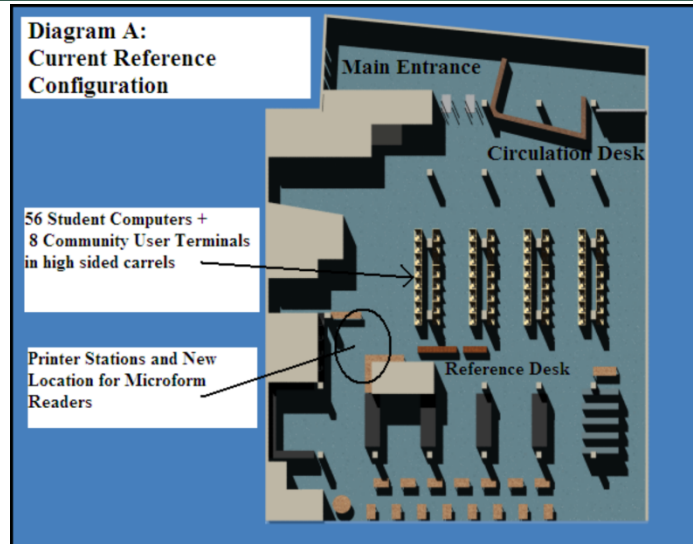 Diagram A:
Current Reference
Configuration
Main Entrance
Circulation Desk
56 Student Computers +
8 Community User Terminals
in high sided carrels
Printer Stations and New
Location for Microform
Readers
Reference Desk